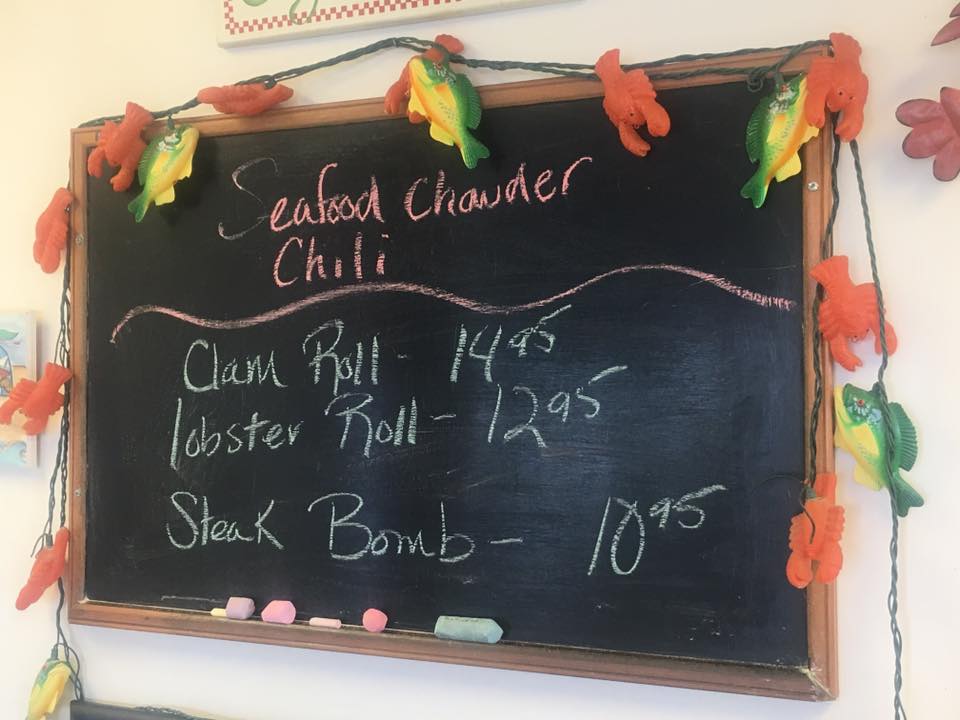 Seafood Chowder
Chili
Clam Roll - 14 95
lobster Roll - 12 95
Steak Bomb - 10 95